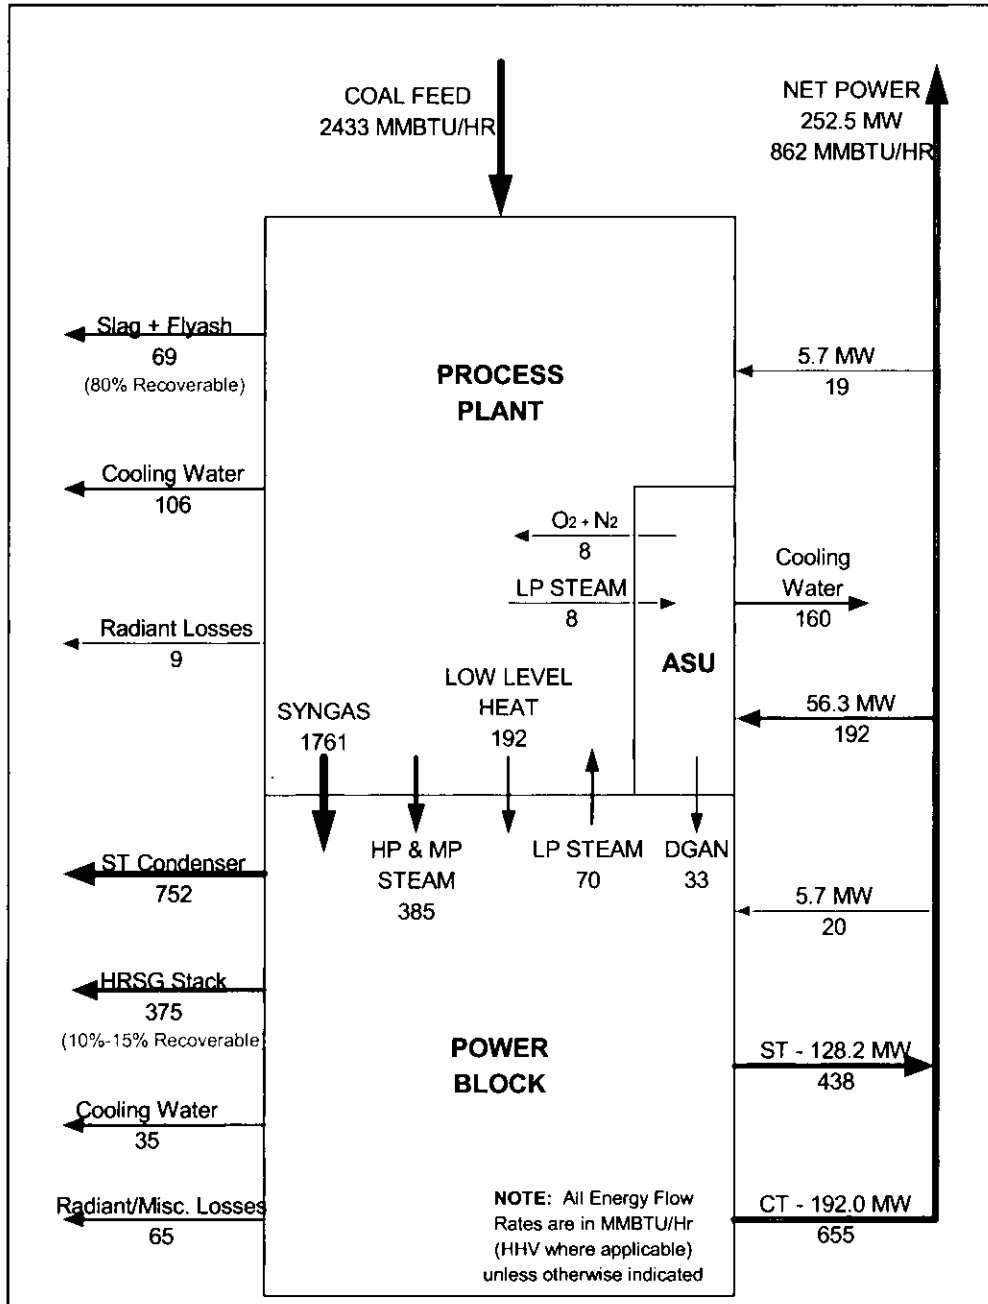 COAL FEED
2433 MMBTU/HR
NET POWER
252.5 MW
862 MMBTU/HR
Slag + Flyash
69
(80% Recoverable)
PROCESS
PLANT
5.7 MW
19
Cooling Water
106
O2 + N2
8
LP STEAM
8
Cooling
Water
160
Radiant Losses
9
ASU
SYNGAS
1761
LOW LEVEL
HEAT
192
56.3 MW
192
HP & MP
STEAM
385
LP STEAM
70
DGAN
33
ST Condenser
752
5.7 MW
20
HRSG Stack
375
(10%-15% Recoverable
POWER
BLOCK
ST - 128.2 MW
438
Cooling Water
35
Radiant/Misc. Losses
65
NOTE: All Energy Flow
Rates are in MMBTU/Hr
(HHV where applicable)
unless otherwise indicated
CT - 192.0 MW
655